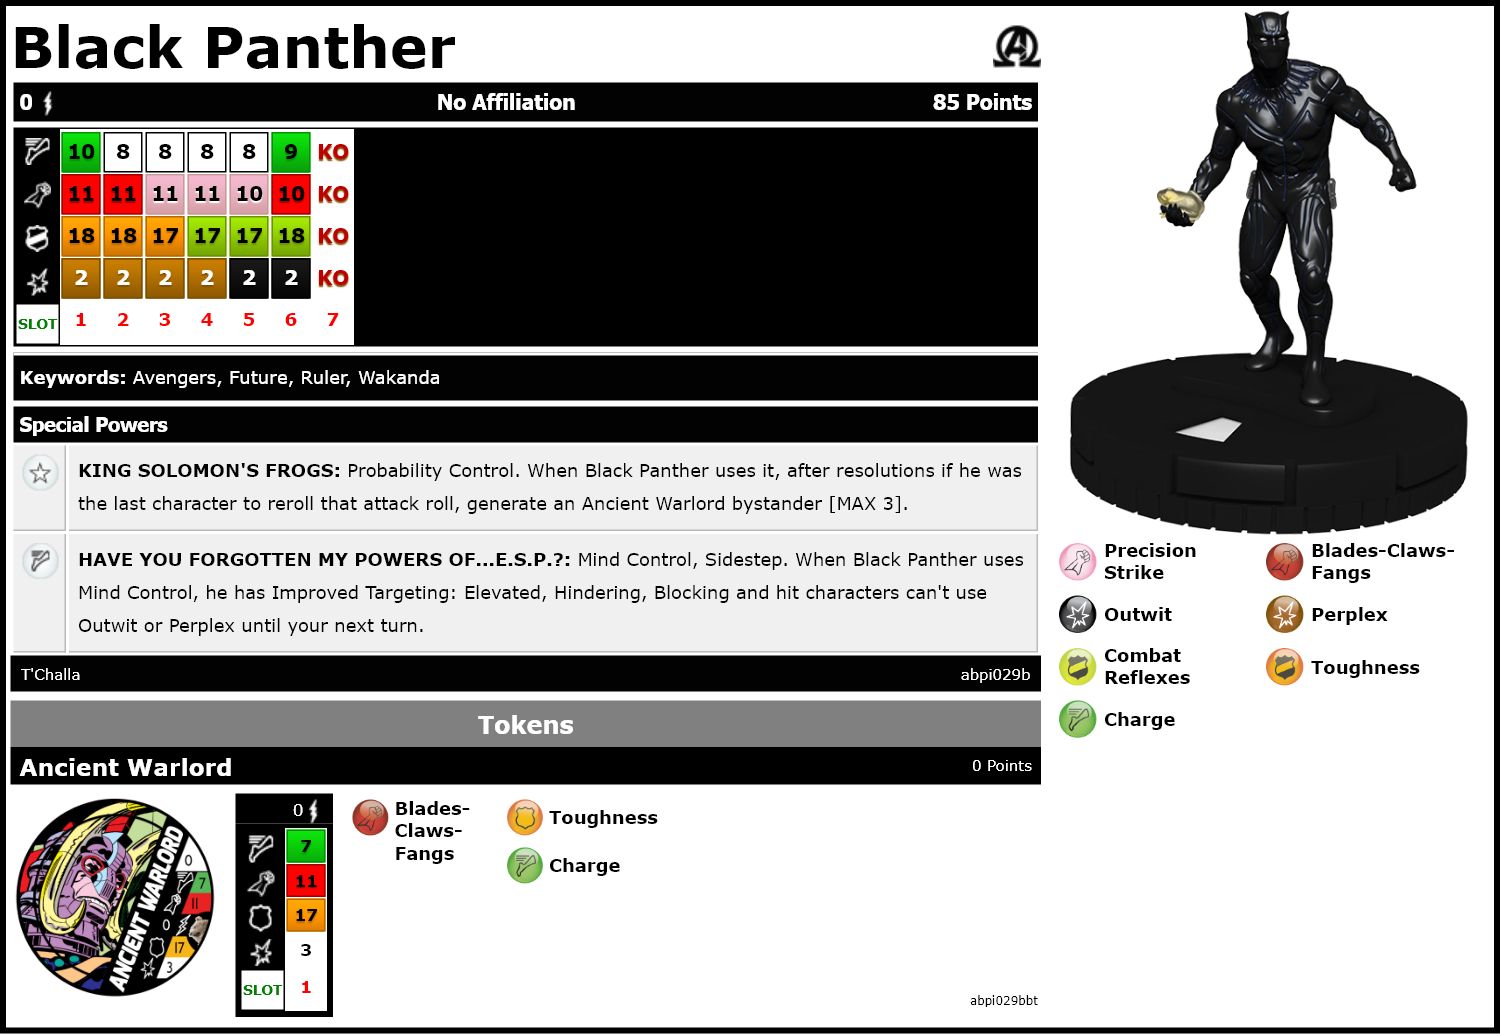 Black Panther
0 No Affiliation 85 Points
10 8 8 8 8 9 KO
11 11 11 11 10 10 KO
18 18 17 17 17 18 KO
2 2 2 2 2 2 KO
SLOT 1 2 3 4 5 6 7
Keywords: Avengers, Future, Ruler, Wakanda
Special Powers
KING SOLOMON'S FROGS: Probability Control. When Black Panther uses it, after resolutions if he was
the last character to reroll that attack roll, generate an Ancient Warlord bystander [MAX 3].
HAVE YOU FORGOTTEN MY POWERS OF...E.S.P.?: Mind Control, Sidestep. When Black Panther uses
Mind Control, he has Improved Targeting: Elevated, Hindering, Blocking and hit characters can't use
Outwit or Perplex until your next turn.
T'Challa abpi029b
Precision
Strike
Blades-Claws-
Fangs
Outwit
Perplex
Combat
Reflexes
Toughness
Charge
Tokens
Ancient Warlord 0 Points
ANCIENT WARLORD
0
7
11
0
17
3
0
7
11
17
3
SLOT 1
Blades-
Claws-
Fangs
Toughness
Charge
abpi029bbt